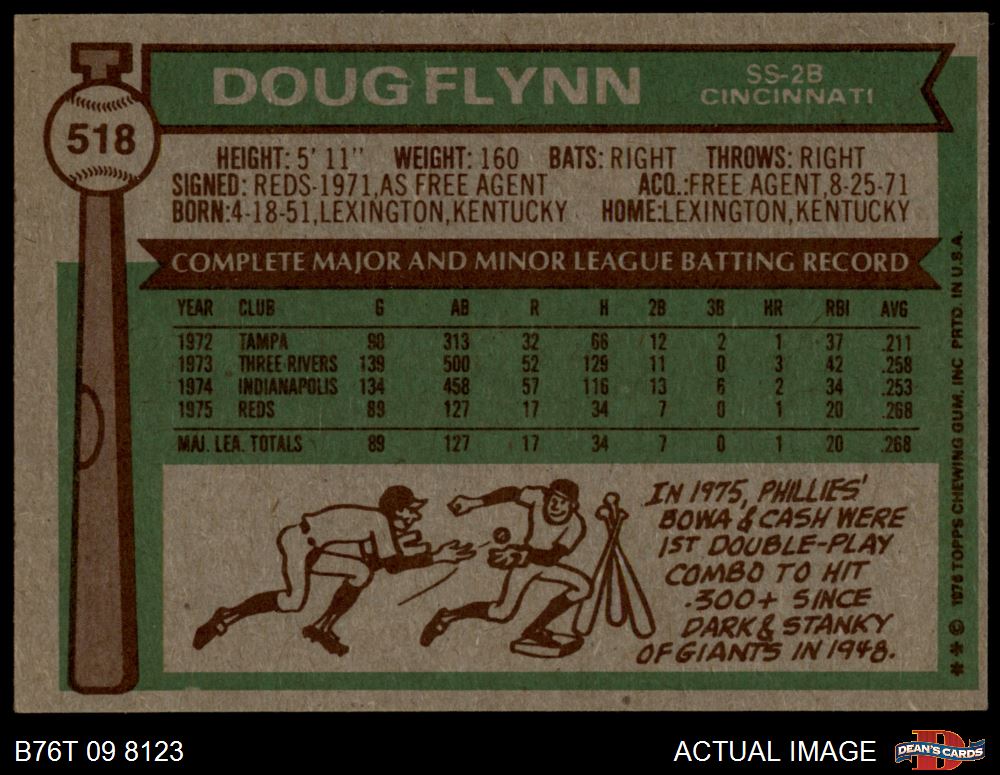 DOUG FLYNN
SS-2B
CINCINNATI
518
HEIGHT: 5' 11" WEIGHT: 160 BATS: RIGHT THROWS: RIGHT
SIGNED: REDS-1971, AS FREE AGENT ACQ.: FREE AGENT, 8-25-71
BORN: 4-18-51, LEXINGTON, KENTUCKY HOME: LEXINGTON, KENTUCKY
COMPLETE MAJOR AND MINOR LEAGUE BATTING RECORD
YEAR CLUB G AB R H 2B 3B HR RBI AVG
1972 TAMPA 313 32 66 12 2 1 37 .211
1973 THREE RIVERS 139 500 52 129 11 0 3 42 .258
1974 INDIANAPOLIS 134 458 57 116 13 6 2 34 .253
1975 REDS 89 127 17 34 7 0 1 20 .268
MAJ. LEA. TOTALS 89 127 17 34 7 0 1 20 .268
IN 1975, PHILLIES'
BOWA & CASH WERE
1ST DOUBLE-PLAY
COMBO TO HIT
.300+ SINCE
DARK & STANKY
OF GIANTS IN 1948.
** © 1976 TOPPS CHEWING GUM, INC PRTD. IN U.S.A.
B76T 09 8123
ACTUAL IMAGE
D
DEAN'S CARDS